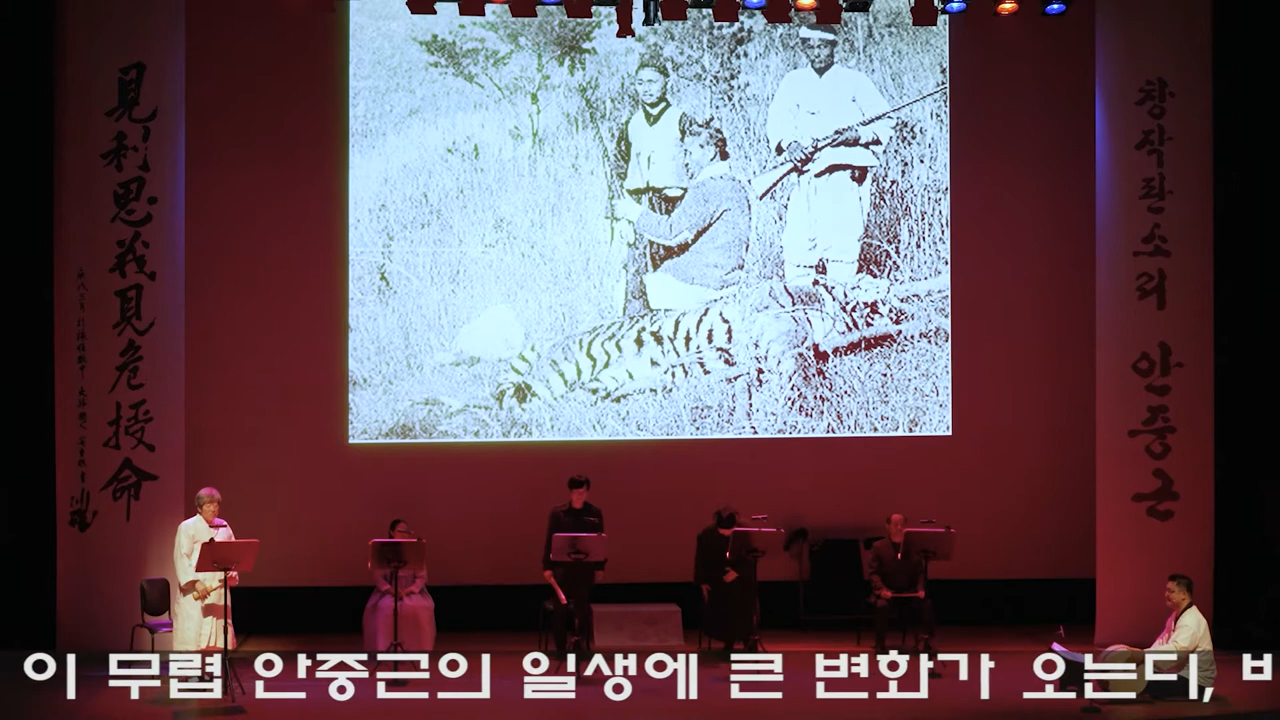 見利思義見危授命
창작판소리 안중근
이 무렵 안중근의 일생에 큰 변화가 오는디,